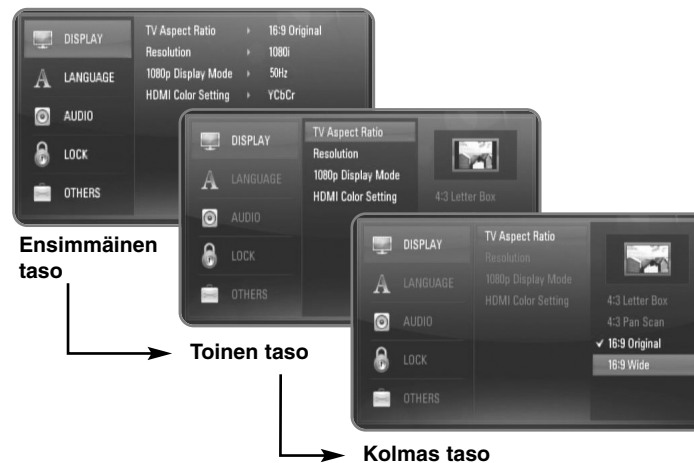 DISPLAY
LANGUAGE
AUDIO
LOCK
OTHERS
TV Aspect Ratio 16:9 Original
Resolution 1080i
1080p Display Mode 50Hz
HDMI Color Setting YCbCr
Ensimmäinen
taso
DISPLAY
LANGUAGE
AUDIO
LOCK
OTHERS
TV Aspect Ratio
Resolution
1080p Display Mode
HDMI Color Setting
4:3 Letter Box
Toinen taso
DISPLAY
LANGUAGE
AUDIO
LOCK
OTHERS
TV Aspect Ratio
Resolution
1080p Display Mode
HDMI Color Setting
4:3 Letter Box
4:3 Pan Scan
✓ 16:9 Original
16:9 Wide
Kolmas taso